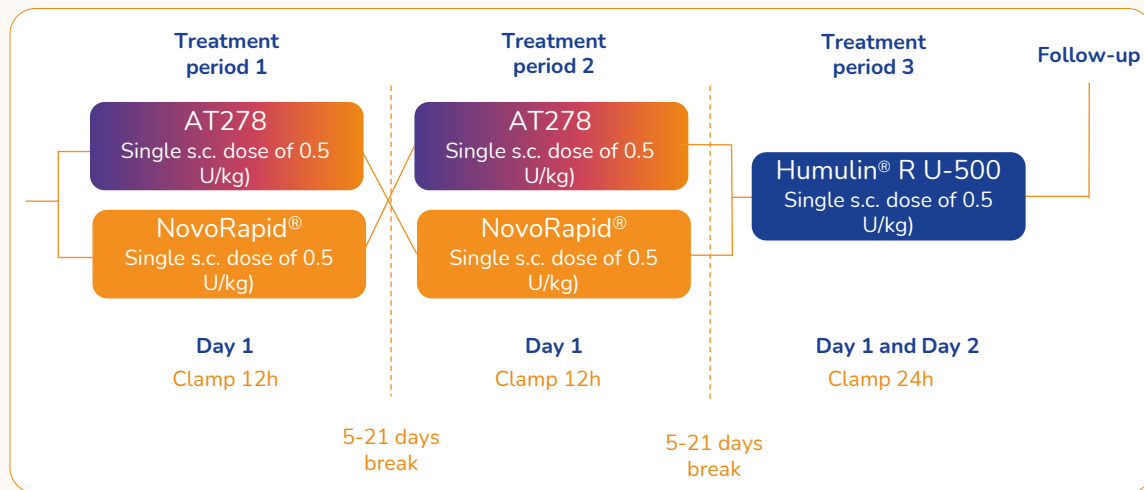 Treatment
period 1
Treatment
period 2
Treatment
period 3
Follow-up
AT278
Single s.c. dose of 0.5
U/kg)
AT278
Single s.c. dose of 0.5
U/kg)
Humulin® R U-500
Single s.c. dose of 0.5
U/kg)
NovoRapid®
Single s.c. dose of 0.5
U/kg)
NovoRapid®
Single s.c. dose of 0.5
U/kg)
Day 1
Clamp 12h
Day 1
Clamp 12h
Day 1 and Day 2
Clamp 24h
5-21 days
break
5-21 days
break